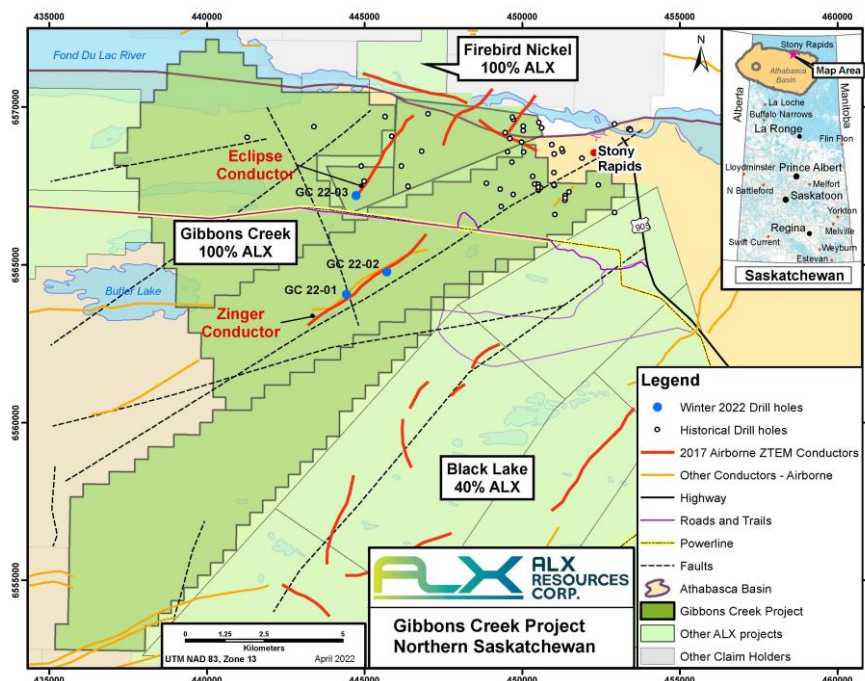 435000
440000
445000
450000
455000
460000
Fond Du Lac River
Firebird Nickel
100% ALX
N
Stony Rapids
Athabasca
Basin
Map Area
Alberta
Manitoba
La Loche
Buffalo Narrows
La Ronge
Flin Flon
Lloydminster
Prince Albert
N Battleford
Melfort
Saskatoon
Yorkton
Regina
Melville
Swift Current
Weyburn
Estevan
Saskatchewan
6570000
6565000
6560000
6555000
Eclipse
Conductor
GC 22-03
Stony
Rapids
905
Gibbons Creek
100% ALX
GC 22-02
GC 22-01
Butler Lake
Zinger
Conductor
Black Lake
40% ALX
Legend
Winter 2022 Drill holes
Historical Drill holes
2017 Airborne ZTEM Conductors
Other Conductors - Airborne
Highway
Roads and Trails
Powerline
Faults
Athabasca Basin
Gibbons Creek Project
Other ALX projects
Other Claim Holders
ALX
ALX
RESOURCES
CORP.
Gibbons Creek Project
Northern Saskatchewan
0 1.25 2.5 5
Kilometers
UTM NAD 83, Zone 13
April 2022
435000
440000
445000
450000
455000
460000